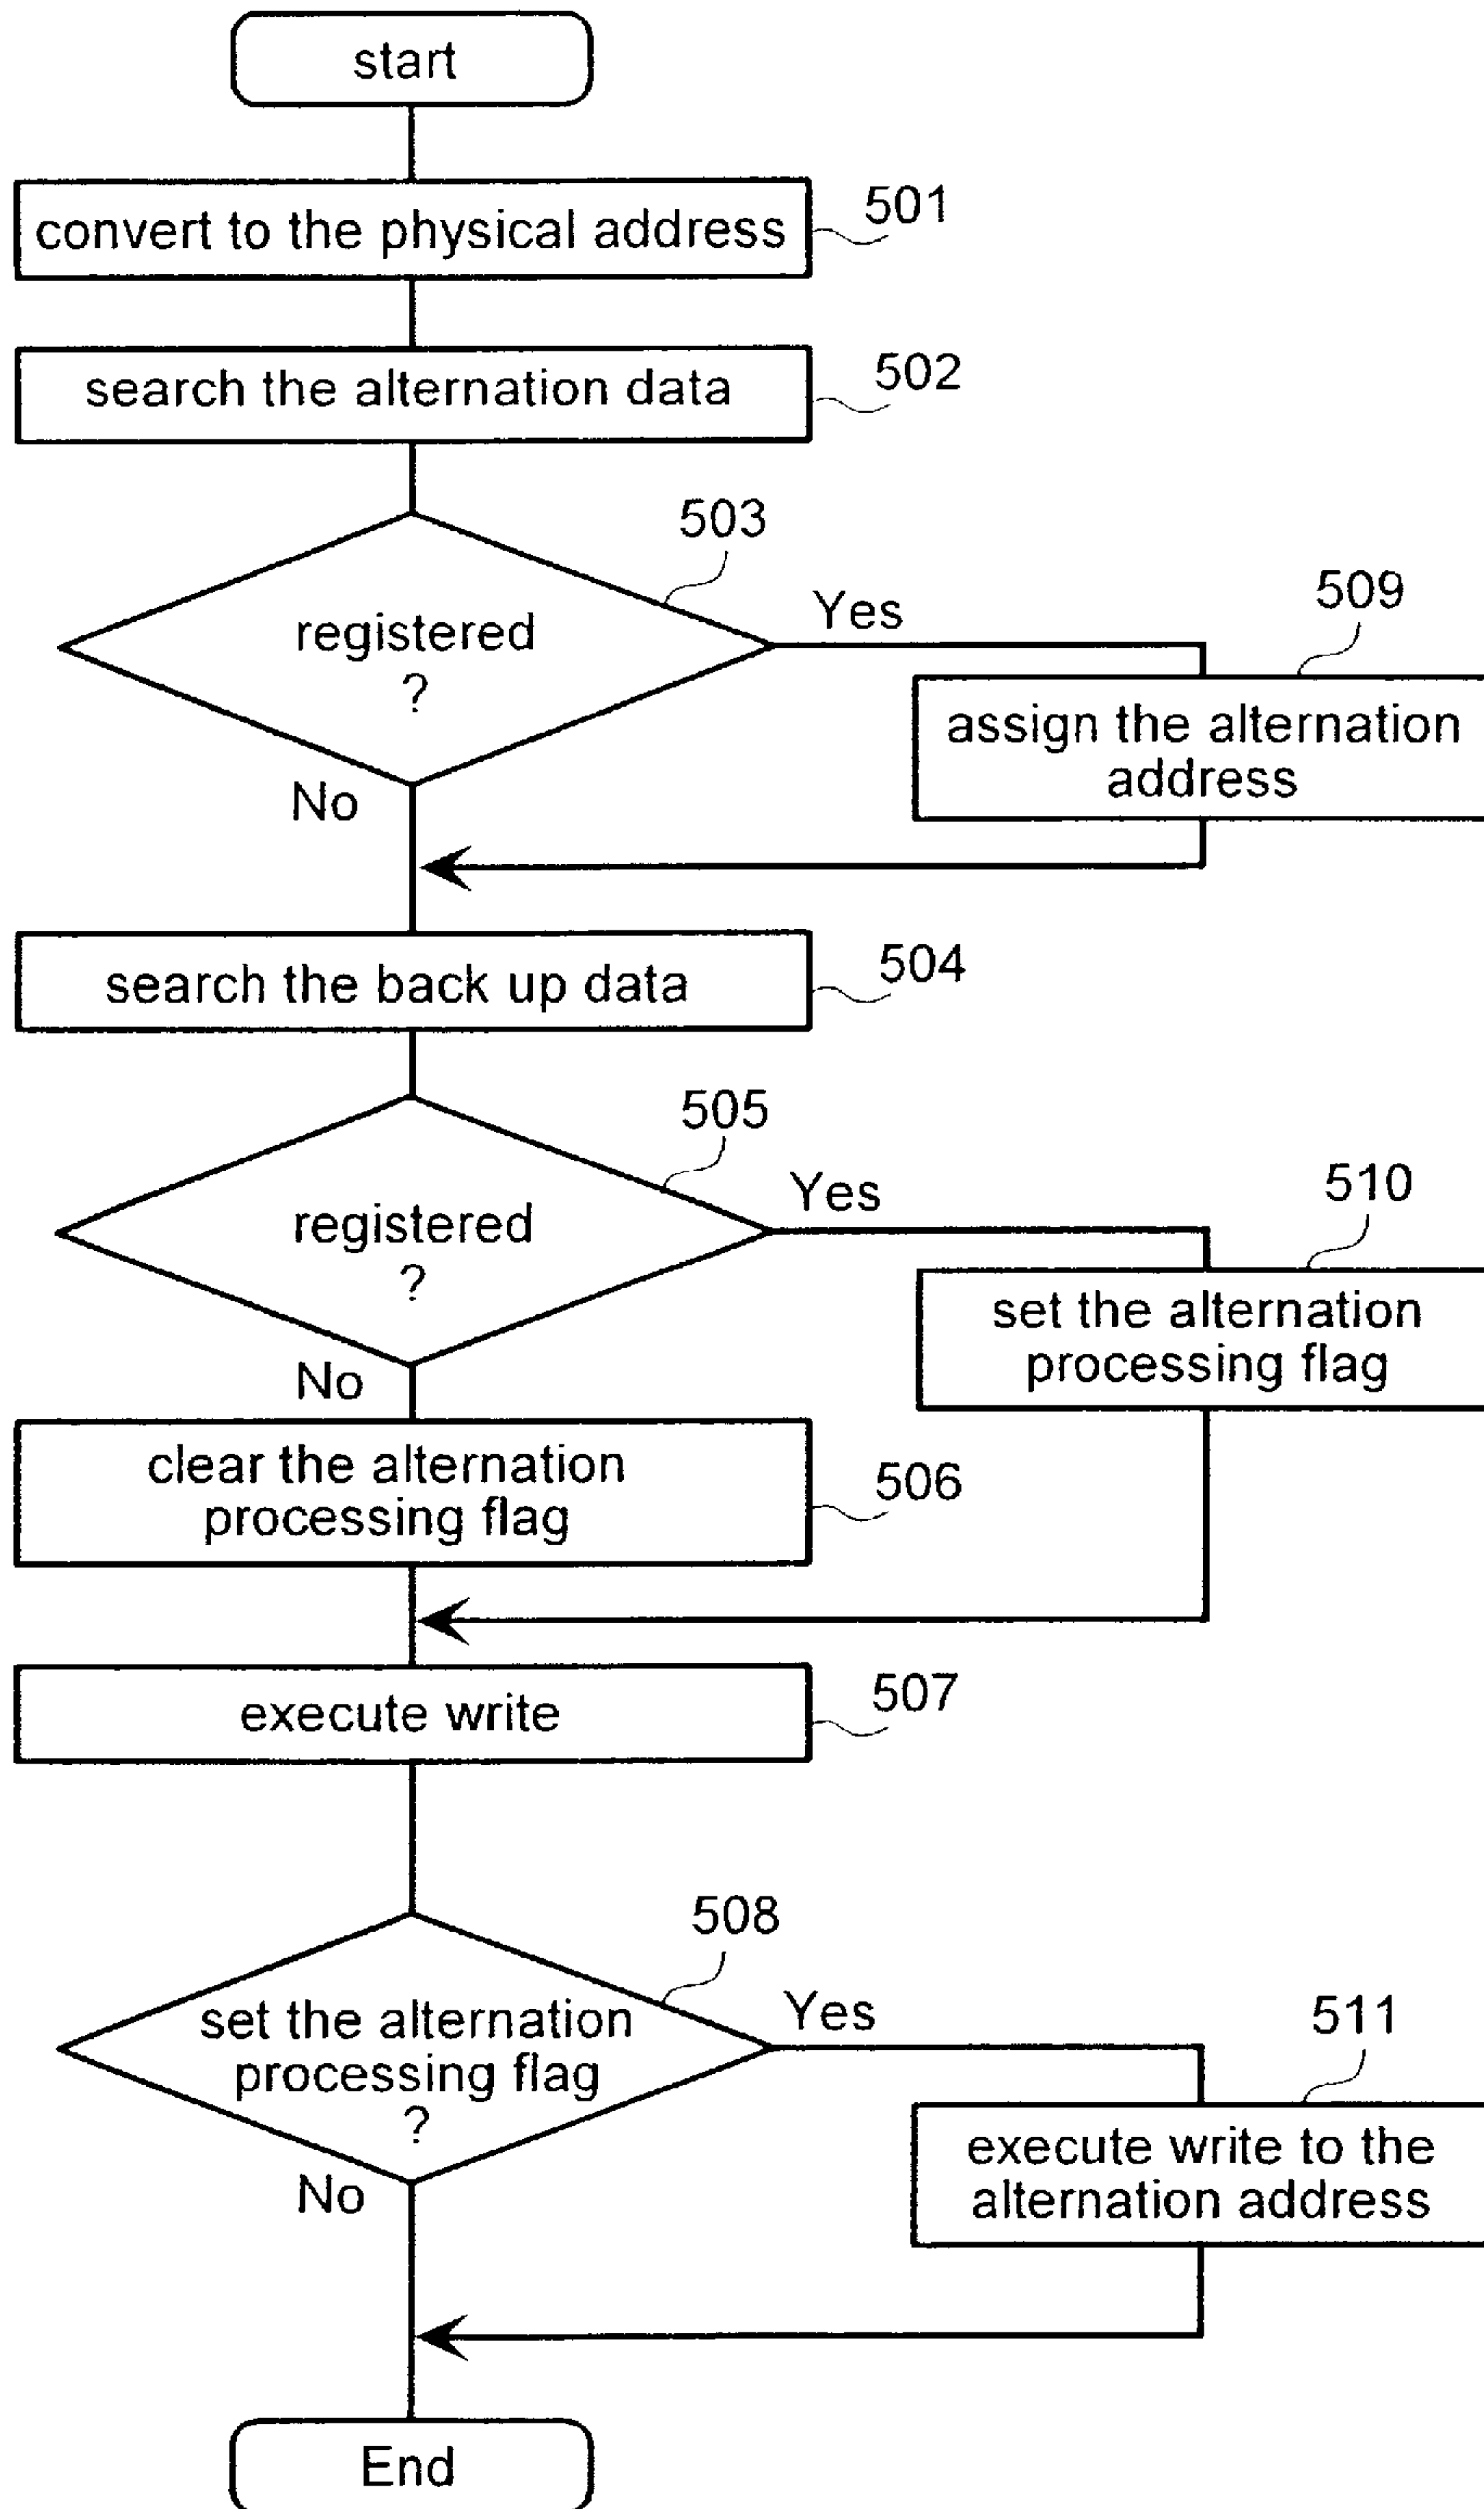 start
convert to the physical address
501
search the alternation data
502
503
registered
?
Yes
No
509
assign the alternation
address
search the back up data
504
505
registered
?
Yes
No
510
set the alternation
processing flag
clear the alternation
processing flag
506
execute write
507
508
set the alternation
processing flag
?
Yes
No
511
execute write to the
alternation address
End